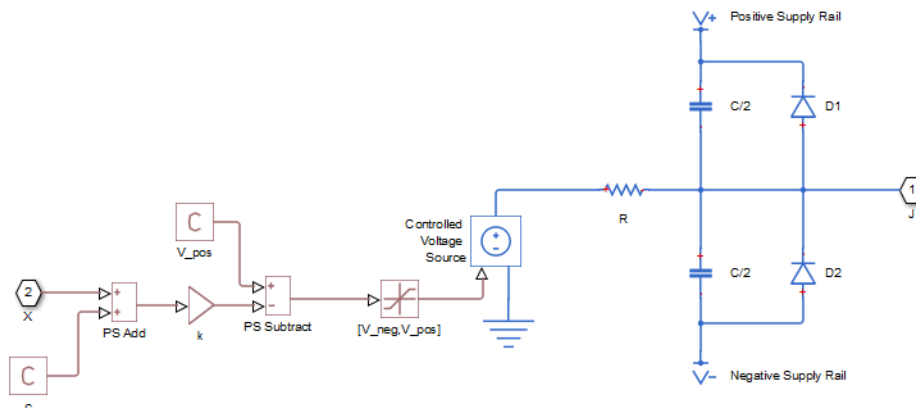 V+
Positive Supply Rail
C/2
D1
1
J
R
Controlled
Voltage
Source
C
V_pos
2
X
PS Add
k
PS Subtract
[V_neg,V_pos]
C
C/2
D2
V-
Negative Supply Rail